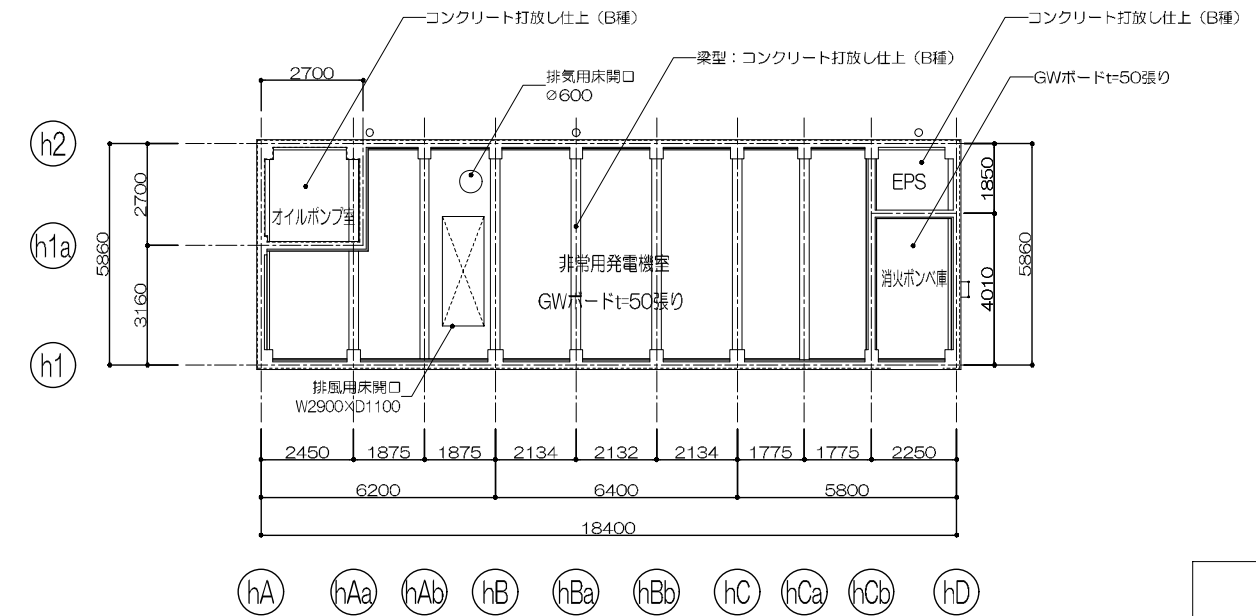 コンクリート打放し仕上（B種）
コンクリート打放し仕上（B種）
梁型：コンクリート打放し仕上（B種）
GWボードt=50張り
排気用床開口
∅600
2700
h2
h1a
h1
5860
2700
3160
オイルポンプ室
EPS
1850
4010
5860
非常用発電機室
GWボードt=50張り
消火ボンベ庫
排風用床開口
W2900×D1100
2450
1875
1875
2134
2132
2134
1775
1775
2250
6200
6400
5800
18400
hA
hAa
hAb
hB
hBa
hBb
hC
hCa
hCb
hD